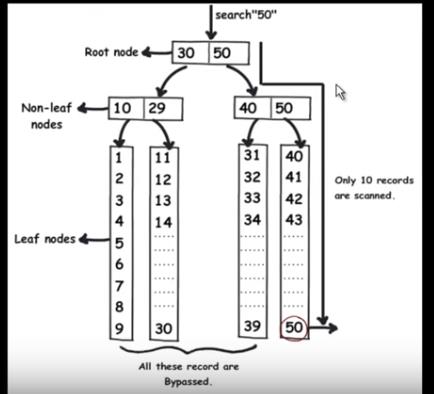 search"50"
Root node
30 50
Non-leaf
nodes
10 29
40 50
1 11 31 40
2 12 32 41
3 13 33 42
4 14 34 43
Leaf nodes
5
6
7
8
9 30 39 50
Only 10 records
are scanned.
All these record are
Bypassed.